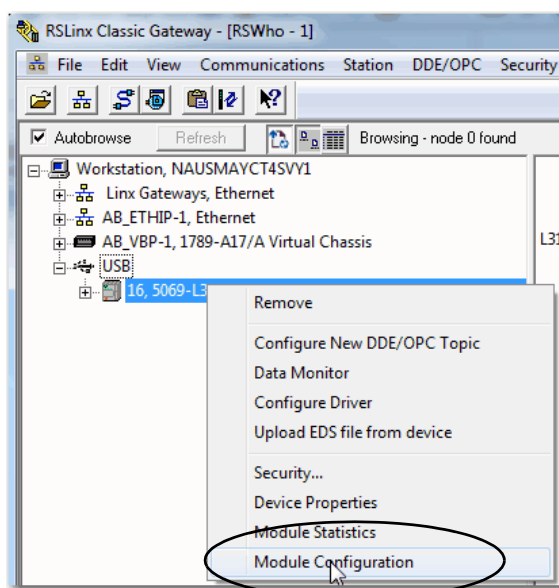 RSLinx Classic Gateway - [RSWho - 1]
File Edit View Communications Station DDE/OPC Security
Autobrowse Refresh Browsing - node 0 found
Workstation, NAUSMAYCT4SVY1
Linx Gateways, Ethernet
AB_ETHIP-1, Ethernet
AB_VBP-1, 1789-A17/A Virtual Chassis
L31
USB
16, 5069-L3
Remove
Configure New DDE/OPC Topic
Data Monitor
Configure Driver
Upload EDS file from device
Security...
Device Properties
Module Statistics
Module Configuration